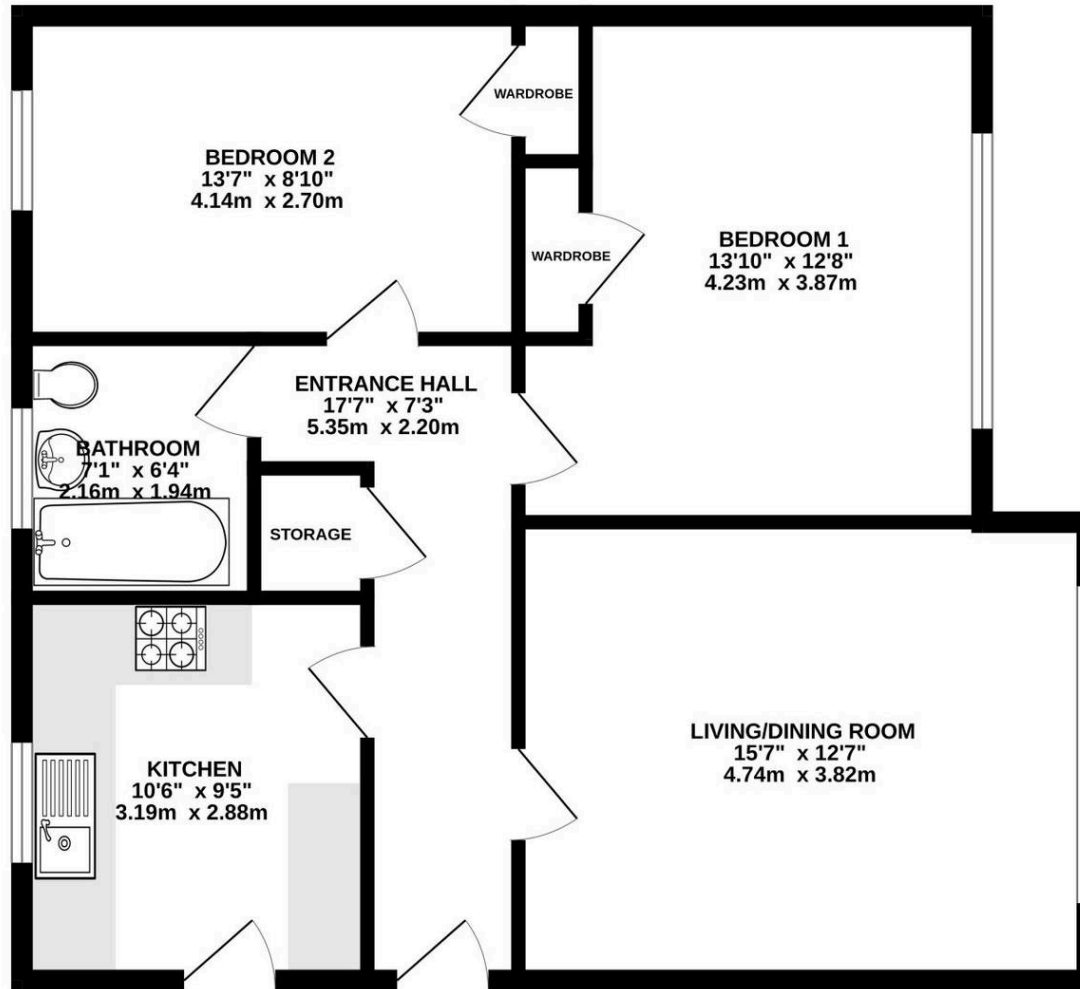 WARDROBE
BEDROOM 2
13'7" x 8'10"
4.14m x 2.70m
WARDROBE
BEDROOM 1
13'10" x 12'8"
4.23m x 3.87m
ENTRANCE HALL
17'7" x 7'3"
5.35m x 2.20m
BATHROOM
7'1" x 6'4"
2.16m x 1.94m
STORAGE
LIVING/DINING ROOM
15'7" x 12'7"
4.74m x 3.82m
KITCHEN
10'6" x 9'5"
3.19m x 2.88m